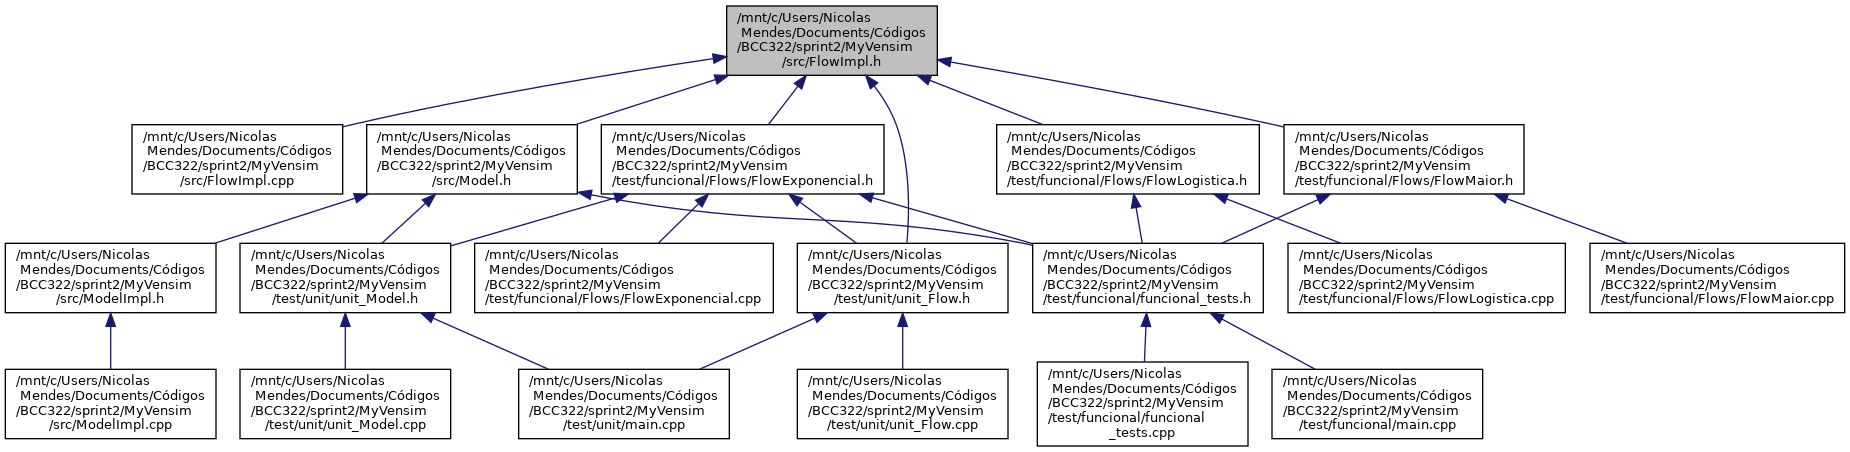 /mnt/c/Users/Nicolas
Mendes/Documents/Códigos
/BCC322/sprint2/MyVensim
/src/FlowImpl.h
/mnt/c/Users/Nicolas
Mendes/Documents/Códigos
/BCC322/sprint2/MyVensim
/src/FlowImpl.cpp
/mnt/c/Users/Nicolas
Mendes/Documents/Códigos
/BCC322/sprint2/MyVensim
/src/Model.h
/mnt/c/Users/Nicolas
Mendes/Documents/Códigos
/BCC322/sprint2/MyVensim
/test/funcional/Flows/FlowExponencial.h
/mnt/c/Users/Nicolas
Mendes/Documents/Códigos
/BCC322/sprint2/MyVensim
/test/funcional/Flows/FlowLogistica.h
/mnt/c/Users/Nicolas
Mendes/Documents/Códigos
/BCC322/sprint2/MyVensim
/test/funcional/Flows/FlowMaior.h
/mnt/c/Users/Nicolas
Mendes/Documents/Códigos
/BCC322/sprint2/MyVensim
/src/ModelImpl.h
/mnt/c/Users/Nicolas
Mendes/Documents/Códigos
/BCC322/sprint2/MyVensim
/test/unit/unit_Model.h
/mnt/c/Users/Nicolas
Mendes/Documents/Códigos
/BCC322/sprint2/MyVensim
/test/funcional/Flows/FlowExponencial.cpp
/mnt/c/Users/Nicolas
Mendes/Documents/Códigos
/BCC322/sprint2/MyVensim
/test/unit/unit_Flow.h
/mnt/c/Users/Nicolas
Mendes/Documents/Códigos
/BCC322/sprint2/MyVensim
/test/funcional/funcional_tests.h
/mnt/c/Users/Nicolas
Mendes/Documents/Códigos
/BCC322/sprint2/MyVensim
/test/funcional/Flows/FlowLogistica.cpp
/mnt/c/Users/Nicolas
Mendes/Documents/Códigos
/BCC322/sprint2/MyVensim
/test/funcional/Flows/FlowMaior.cpp
/mnt/c/Users/Nicolas
Mendes/Documents/Códigos
/BCC322/sprint2/MyVensim
/src/ModelImpl.cpp
/mnt/c/Users/Nicolas
Mendes/Documents/Códigos
/BCC322/sprint2/MyVensim
/test/unit/unit_Model.cpp
/mnt/c/Users/Nicolas
Mendes/Documents/Códigos
/BCC322/sprint2/MyVensim
/test/unit/main.cpp
/mnt/c/Users/Nicolas
Mendes/Documents/Códigos
/BCC322/sprint2/MyVensim
/test/unit/unit_Flow.cpp
/mnt/c/Users/Nicolas
Mendes/Documents/Códigos
/BCC322/sprint2/MyVensim
/test/funcional/funcional
_tests.cpp
/mnt/c/Users/Nicolas
Mendes/Documents/Códigos
/BCC322/sprint2/MyVensim
/test/funcional/main.cpp